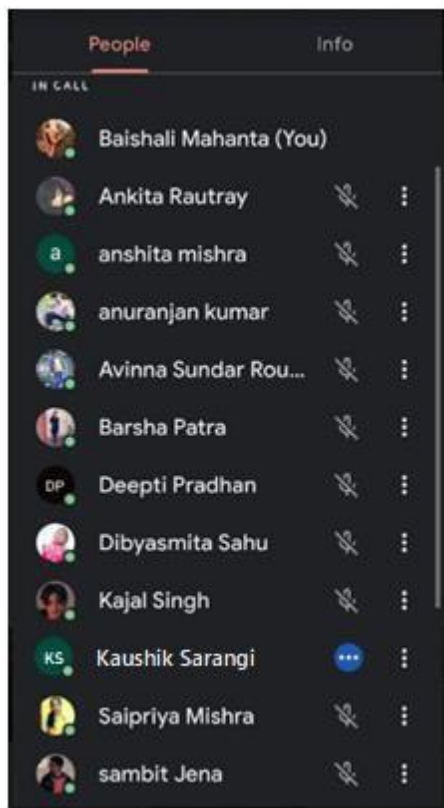 People Info
IN CALL
Baishali Mahanta (You)
Ankita Rautray
a anshita mishra
anuranjan kumar
Avinna Sundar Rou...
Barsha Patra
DP Deepti Pradhan
Dibyasmita Sahu
Kajal Singh
KS Kaushik Sarangi
Saipriya Mishra
sambit Jena